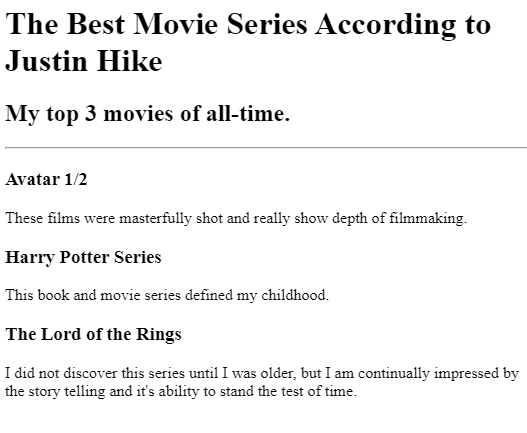 The Best Movie Series According to
Justin Hike
My top 3 movies of all-time.
Avatar 1/2
These films were masterfully shot and really show depth of filmmaking.
Harry Potter Series
This book and movie series defined my childhood.
The Lord of the Rings
I did not discover this series until I was older, but I am continually impressed by
the story telling and it's ability to stand the test of time.